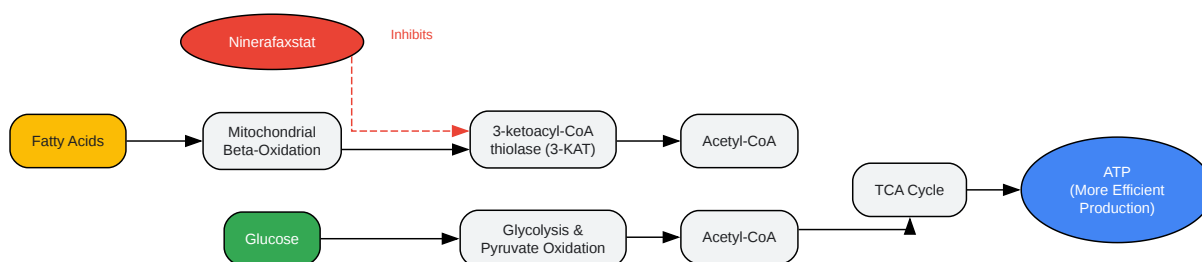 Ninerafaxstat
Inhibits
Fatty Acids
Mitochondrial
Beta-Oxidation
3-ketoacyl-CoA
thiolase (3-KAT)
Acetyl-CoA
Glucose
Glycolysis &
Pyruvate Oxidation
Acetyl-CoA
TCA Cycle
ATP
(More Efficient
Production)